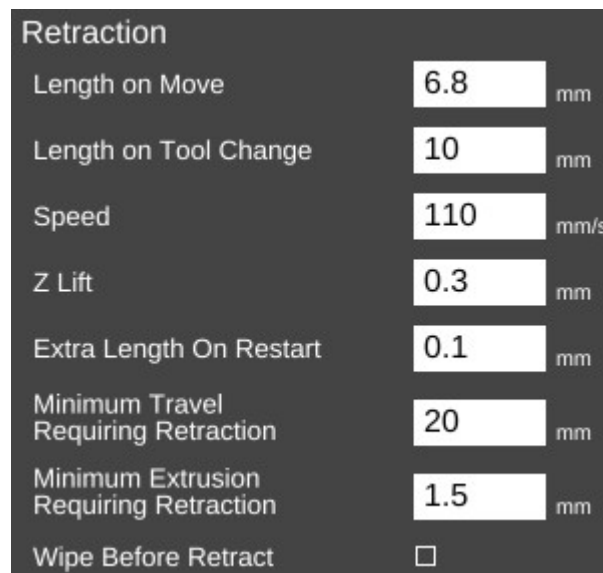 Retraction
Length on Move 6.8 mm
Length on Tool Change 10 mm
Speed 110 mm/s
Z Lift 0.3 mm
Extra Length On Restart 0.1 mm
Minimum Travel
Requiring Retraction 20 mm
Minimum Extrusion
Requiring Retraction 1.5 mm
Wipe Before Retract